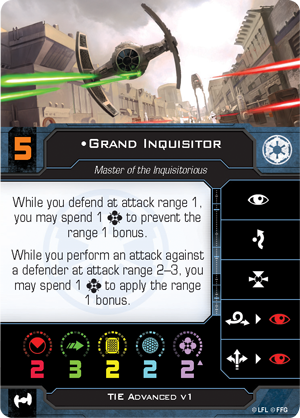 5
•Grand Inquisitor
Master of the Inquisitorious
While you defend at attack range 1,
you may spend 1 to prevent the
range 1 bonus.
While you perform an attack against
a defender at attack range 2–3, you
may spend 1 to apply the range
1 bonus.
2 3 2 2 2
TIE Advanced v1
©LFL ©FFG